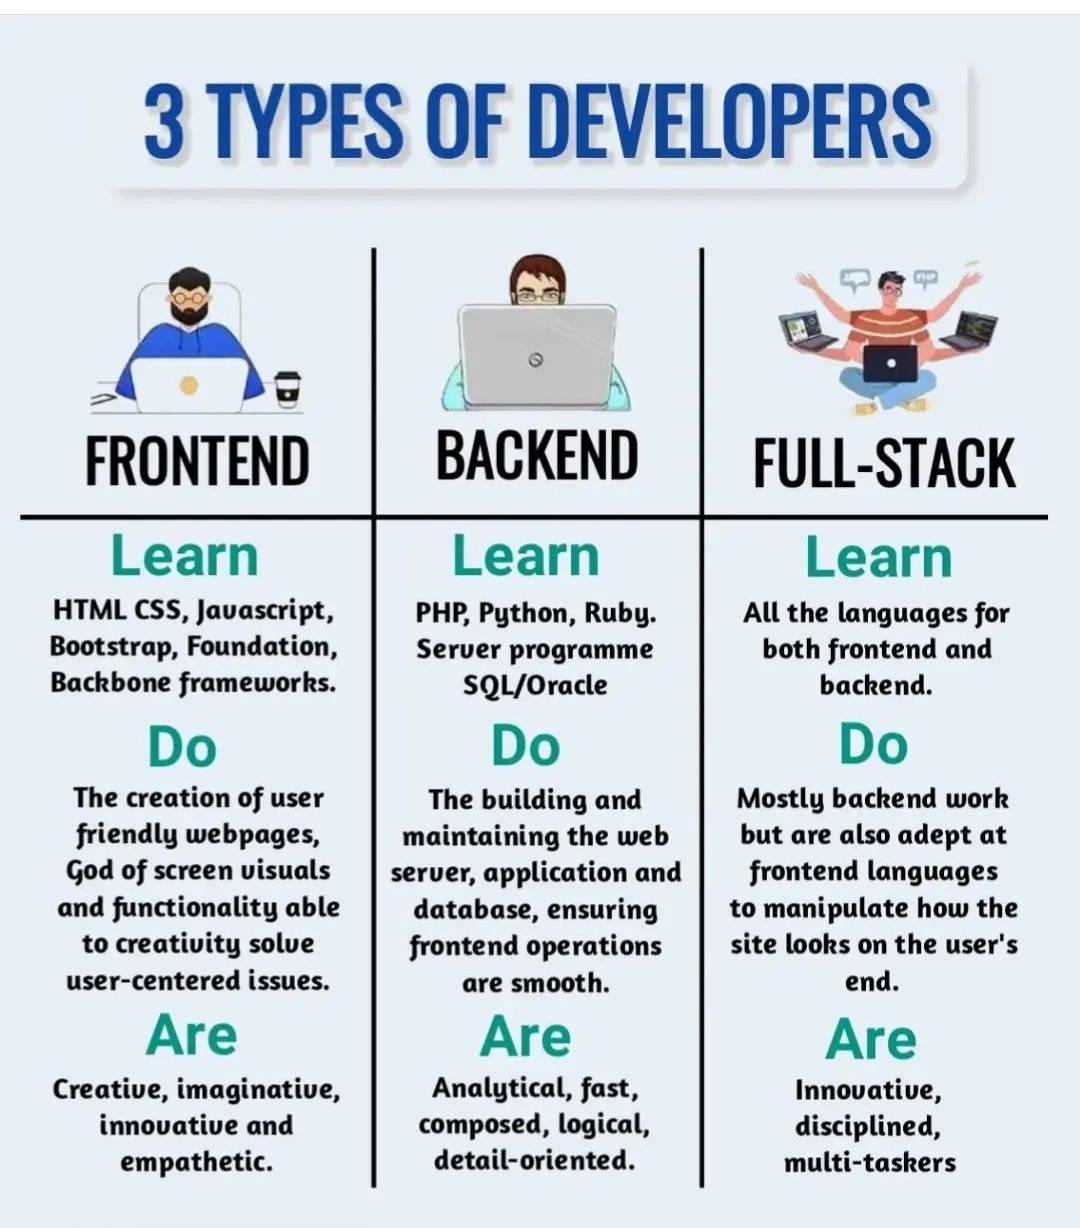 3 TYPES OF DEVELOPERS
PHP
FRONTEND
Learn
HTML CSS, Javascript,
Bootstrap, Foundation,
Backbone frameworks.
Do
The creation of user
friendly webpages,
God of screen visuals
and functionality able
to creativity solve
user-centered issues.
Are
Creative, imaginative,
innovative and
empathetic.
BACKEND
Learn
PHP, Python, Ruby.
Server programme
SQL/Oracle
Do
The building and
maintaining the web
server, application and
database, ensuring
frontend operations
are smooth.
Are
Analytical, fast,
composed, logical,
detail-oriented.
FULL-STACK
Learn
All the languages for
both frontend and
backend.
Do
Mostly backend work
but are also adept at
frontend languages
to manipulate how the
site looks on the user's
end.
Are
Innovative,
disciplined,
multi-taskers